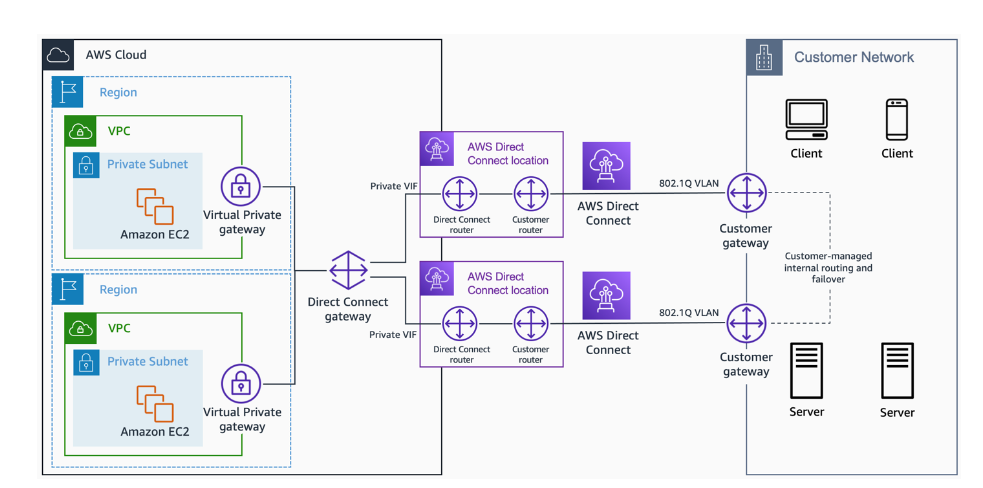 AWS Cloud
Region
VPC
Private Subnet
Amazon EC2
Virtual Private
gateway
Region
VPC
Private Subnet
Amazon EC2
Virtual Private
gateway
Direct Connect
gateway
Private VIF
AWS Direct
Connect location
Direct Connect
router
Customer
router
Private VIF
AWS Direct
Connect location
Direct Connect
router
Customer
router
AWS Direct
Connect
802.1Q VLAN
AWS Direct
Connect
802.1Q VLAN
Customer Network
Client
Client
Customer
gateway
Customer-managed
internal routing and
failover
Customer
gateway
Server
Server